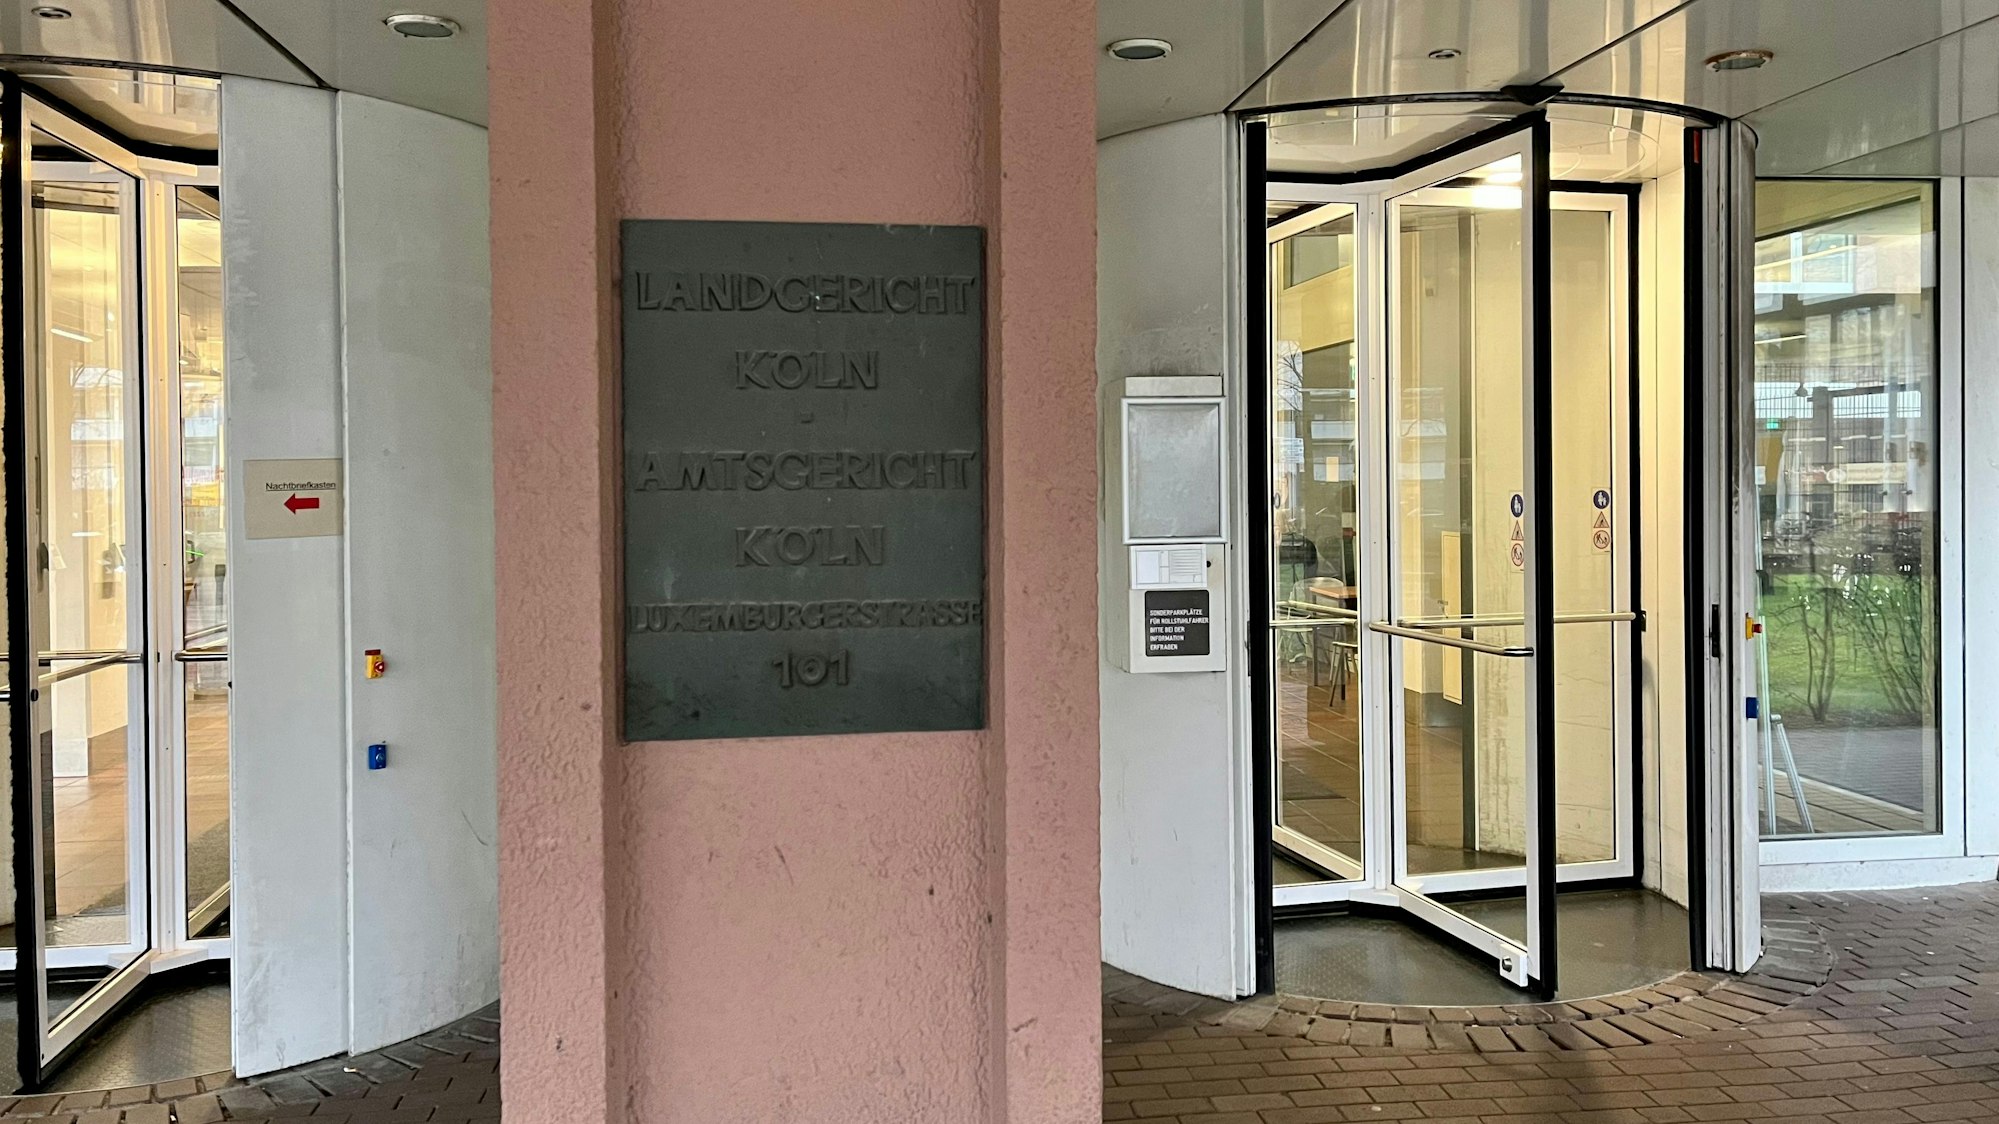 Nachtbriefkasten
LANDGERICHT
KÖLN
-
AMTSGERICHT
KÖLN
LUXEMBURGERSTRASSE
101
SONDERPARKPLÄTZE
FÜR ROLLSTUHLFAHRER
BITTE BEI DER
INFORMATION
ERFRAGEN